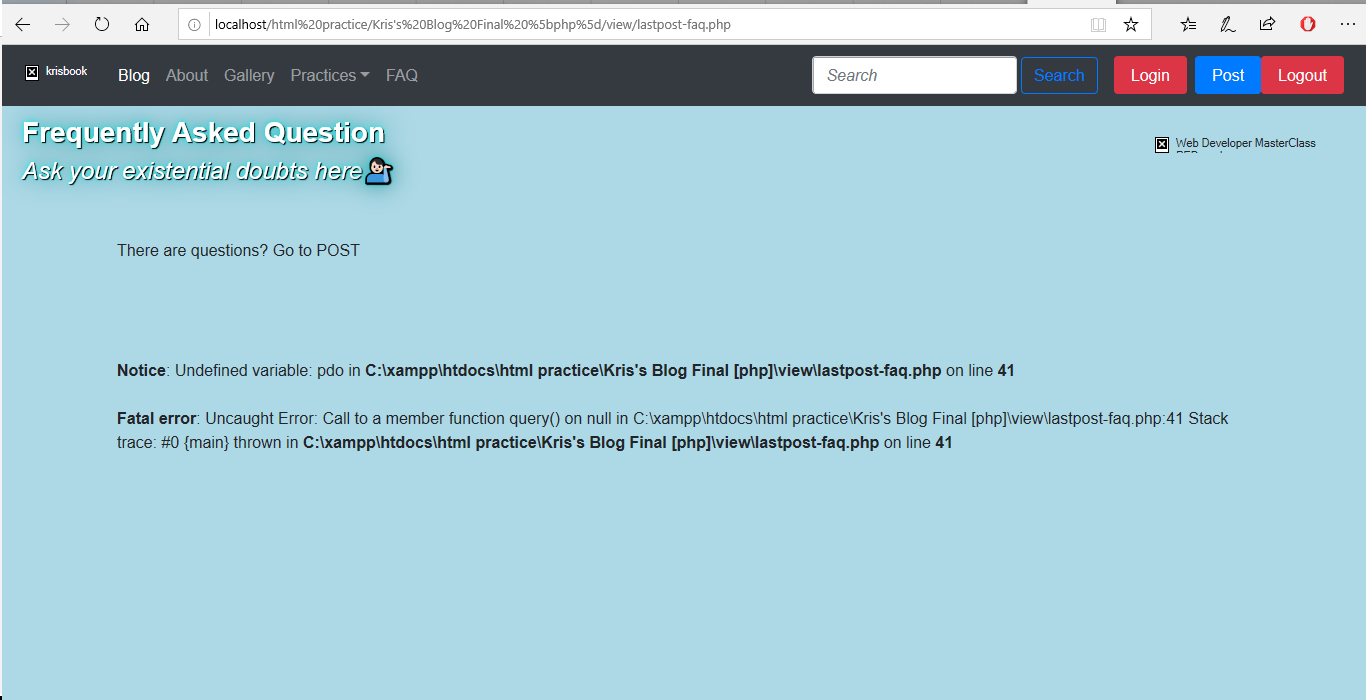 localhost/html%20practice/Kris's%20Blog%20Final%20%5bphp%5d/view/lastpost-faq.php
krisbook Blog About Gallery Practices FAQ Search Search Login Post Logout
Frequently Asked Question
Web Developer MasterClass
Ask your existential doubts here
There are questions? Go to POST
Notice: Undefined variable: pdo in C:\xampp\htdocs\html practice\Kris's Blog Final [php]\view\lastpost-faq.php on line 41
Fatal error: Uncaught Error: Call to a member function query() on null in C:\xampp\htdocs\html practice\Kris's Blog Final [php]\view\lastpost-faq.php:41 Stack
trace: #0 {main} thrown in C:\xampp\htdocs\html practice\Kris's Blog Final [php]\view\lastpost-faq.php on line 41